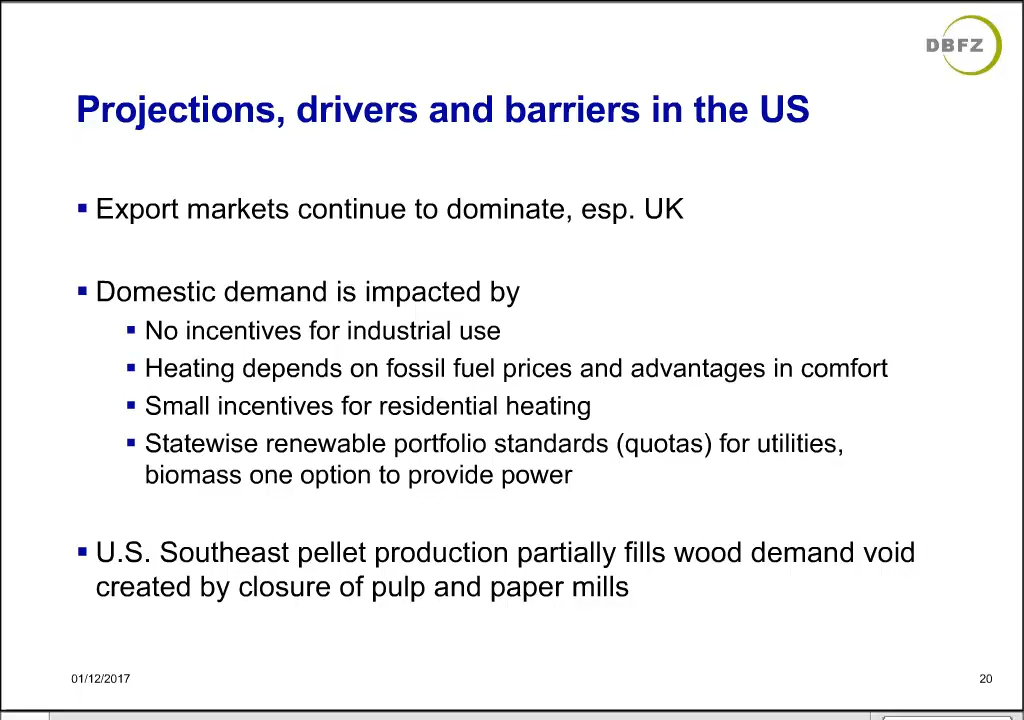 DBFZ
Projections, drivers and barriers in the US
▪ Export markets continue to dominate, esp. UK
▪ Domestic demand is impacted by
▪ No incentives for industrial use
▪ Heating depends on fossil fuel prices and advantages in comfort
▪ Small incentives for residential heating
▪ Statewise renewable portfolio standards (quotas) for utilities,
biomass one option to provide power
▪ U.S. Southeast pellet production partially fills wood demand void
created by closure of pulp and paper mills
01/12/2017
20